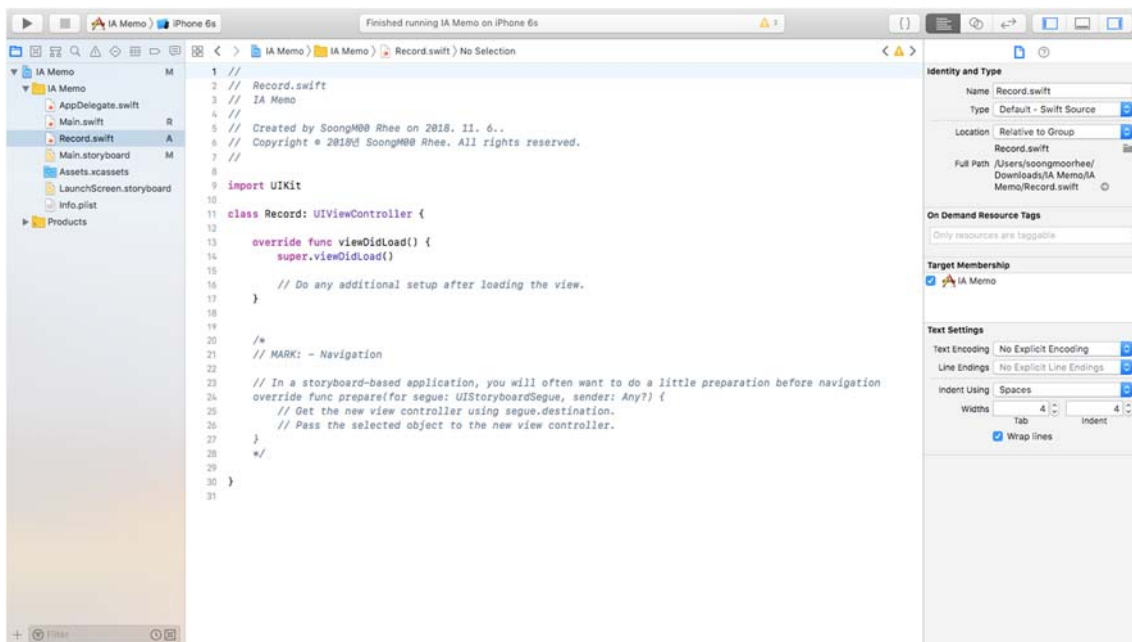 IA Memo 〉 iPhone 6s
Finished running IA Memo on iPhone 6s
IA Memo 〉 IA Memo 〉 Record.swift 〉 No Selection
IA Memo M
IA Memo
AppDelegate.swift
Main.swift R
Record.swift A
Main.storyboard M
Assets.xcassets
LaunchScreen.storyboard
Info.plist
Products
Filter
1 //
2 // Record.swift
3 // IA Memo
4 //
5 // Created by SoongM00 Rhee on 2018. 11. 6..
6 // Copyright © 2018년 SoongM00 Rhee. All rights reserved.
7 //
8
9 import UIKit
10
11 class Record: UIViewController {
12
13 override func viewDidLoad() {
14 super.viewDidLoad()
15
16 // Do any additional setup after loading the view.
17 }
18
19
20 /*
21 // MARK: - Navigation
22
23 // In a storyboard-based application, you will often want to do a little preparation before navigation
24 override func prepare(for segue: UIStoryboardSegue, sender: Any?) {
25 // Get the new view controller using segue.destination.
26 // Pass the selected object to the new view controller.
27 }
28 */
29
30 }
31
Identity and Type
Name Record.swift
Type Default - Swift Source
Location Relative to Group
Record.swift
Full Path /Users/soongmoorhee/
Downloads/IA Memo/IA
Memo/Record.swift
On Demand Resource Tags
Only resources are taggable
Target Membership
IA Memo
Text Settings
Text Encoding No Explicit Encoding
Line Endings No Explicit Line Endings
Indent Using Spaces
Widths 4 4
Tab Indent
Wrap lines